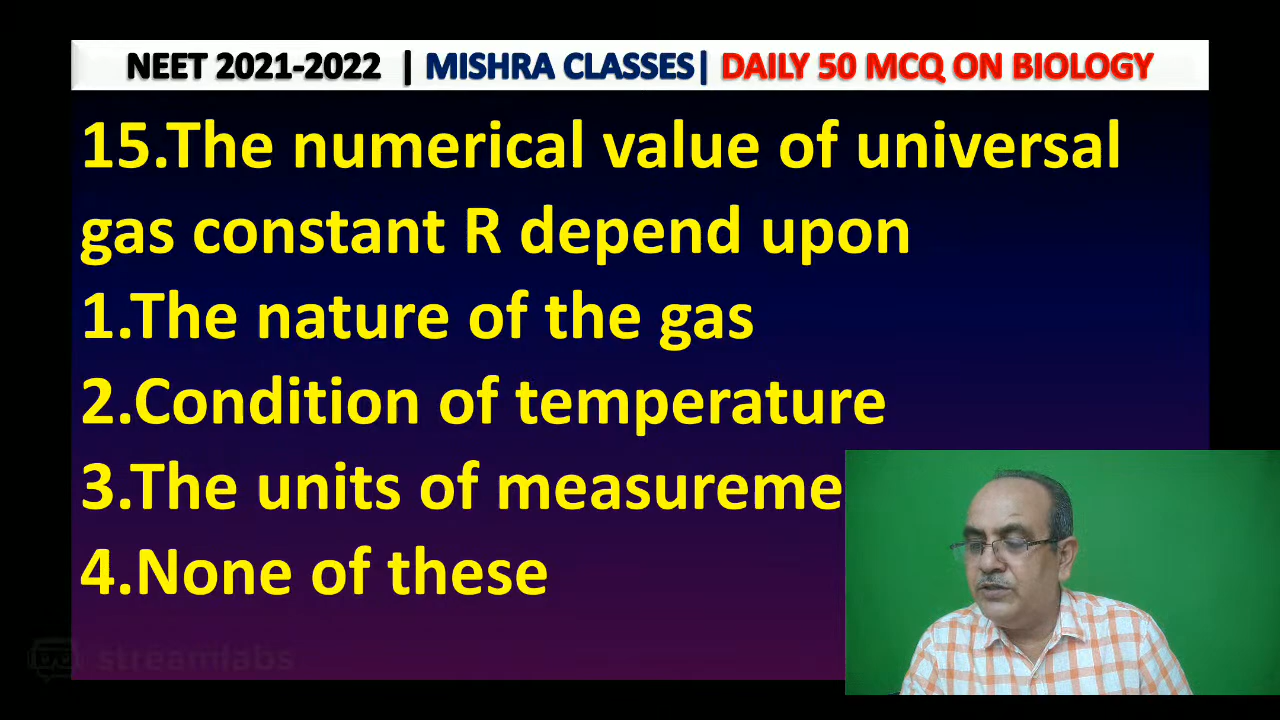 NEET 2021-2022 | MISHRA CLASSES| DAILY 50 MCQ ON BIOLOGY
15.The numerical value of universal
gas constant R depend upon
1.The nature of the gas
2.Condition of temperature
3.The units of measureme
4.None of these
streamlabs